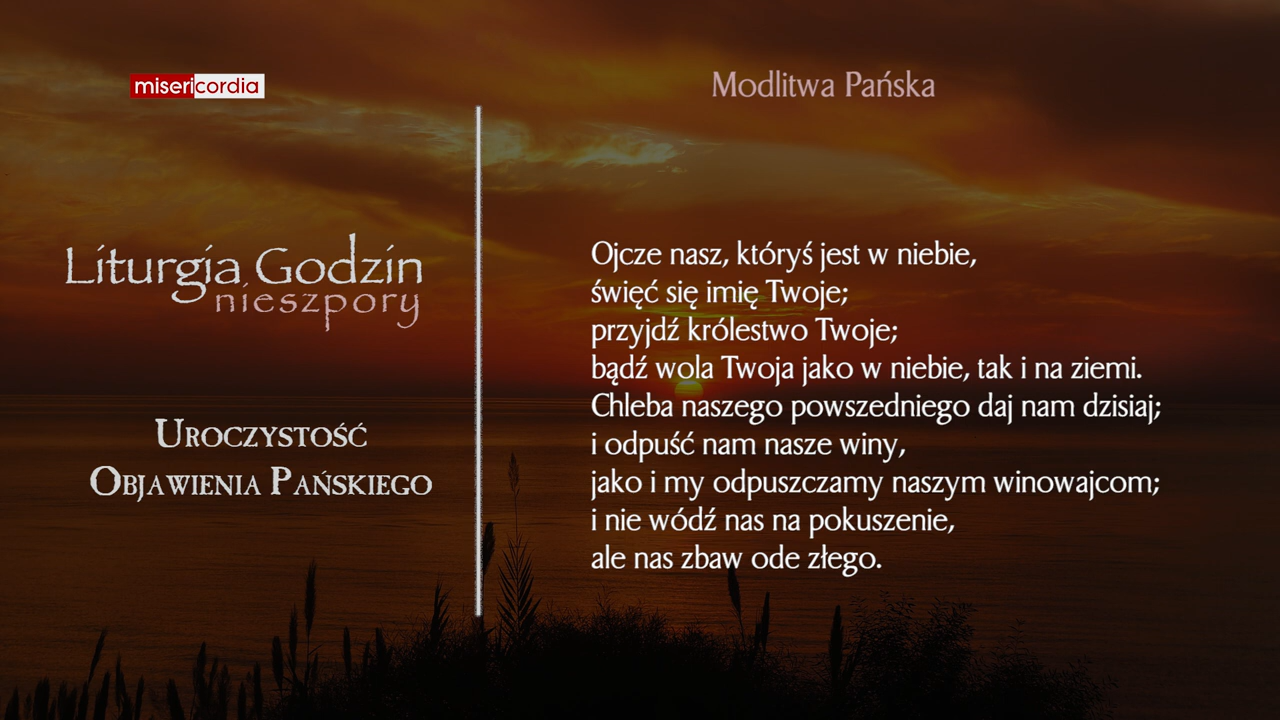 misericordia
Liturgia Godzin
nieszpory
Uroczystość
Objawienia Pańskiego
Modlitwa Pańska
Ojcze nasz, któryś jest w niebie,
święć się imię Twoje;
przyjdź królestwo Twoje;
bądź wola Twoja jako w niebie, tak i na ziemi.
Chleba naszego powszedniego daj nam dzisiaj;
i odpuść nam nasze winy,
jako i my odpuszczamy naszym winowajcom;
i nie wódź nas na pokuszenie,
ale nas zbaw ode złego.